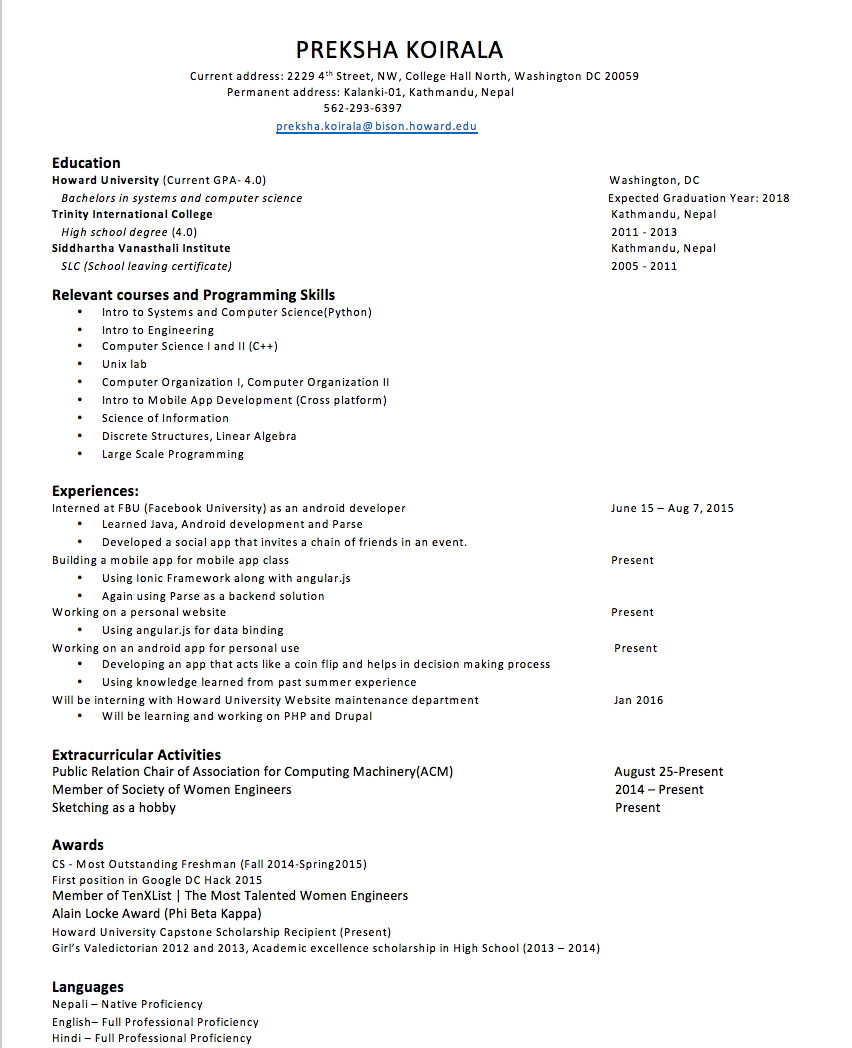 PREKSHA KOIRALA
Current address: 2229 4th Street, NW, College Hall North, Washington DC 20059
Permanent address: Kalanki-01, Kathmandu, Nepal
562-293-6397
preksha.koirala@bison.howard.edu
Education
Howard University (Current GPA- 4.0) Washington, DC
Bachelors in systems and computer science Expected Graduation Year: 2018
Trinity International College Kathmandu, Nepal
High school degree (4.0) 2011 - 2013
Siddhartha Vanasthali Institute Kathmandu, Nepal
SLC (School leaving certificate) 2005 - 2011
Relevant courses and Programming Skills
• Intro to Systems and Computer Science(Python)
• Intro to Engineering
• Computer Science I and II (C++)
• Unix lab
• Computer Organization I, Computer Organization II
• Intro to Mobile App Development (Cross platform)
• Science of Information
• Discrete Structures, Linear Algebra
• Large Scale Programming
Experiences:
Interned at FBU (Facebook University) as an android developer June 15 – Aug 7, 2015
• Learned Java, Android development and Parse
• Developed a social app that invites a chain of friends in an event.
Building a mobile app for mobile app class Present
• Using Ionic Framework along with angular.js
• Again using Parse as a backend solution
Working on a personal website Present
• Using angular.js for data binding
Working on an android app for personal use Present
• Developing an app that acts like a coin flip and helps in decision making process
• Using knowledge learned from past summer experience
Will be interning with Howard University Website maintenance department Jan 2016
• Will be learning and working on PHP and Drupal
Extracurricular Activities
Public Relation Chair of Association for Computing Machinery(ACM) August 25-Present
Member of Society of Women Engineers 2014 – Present
Sketching as a hobby Present
Awards
CS - Most Outstanding Freshman (Fall 2014-Spring2015)
First position in Google DC Hack 2015
Member of TenXList | The Most Talented Women Engineers
Alain Locke Award (Phi Beta Kappa)
Howard University Capstone Scholarship Recipient (Present)
Girl's Valedictorian 2012 and 2013, Academic excellence scholarship in High School (2013 – 2014)
Languages
Nepali – Native Proficiency
English– Full Professional Proficiency
Hindi – Full Professional Proficiency